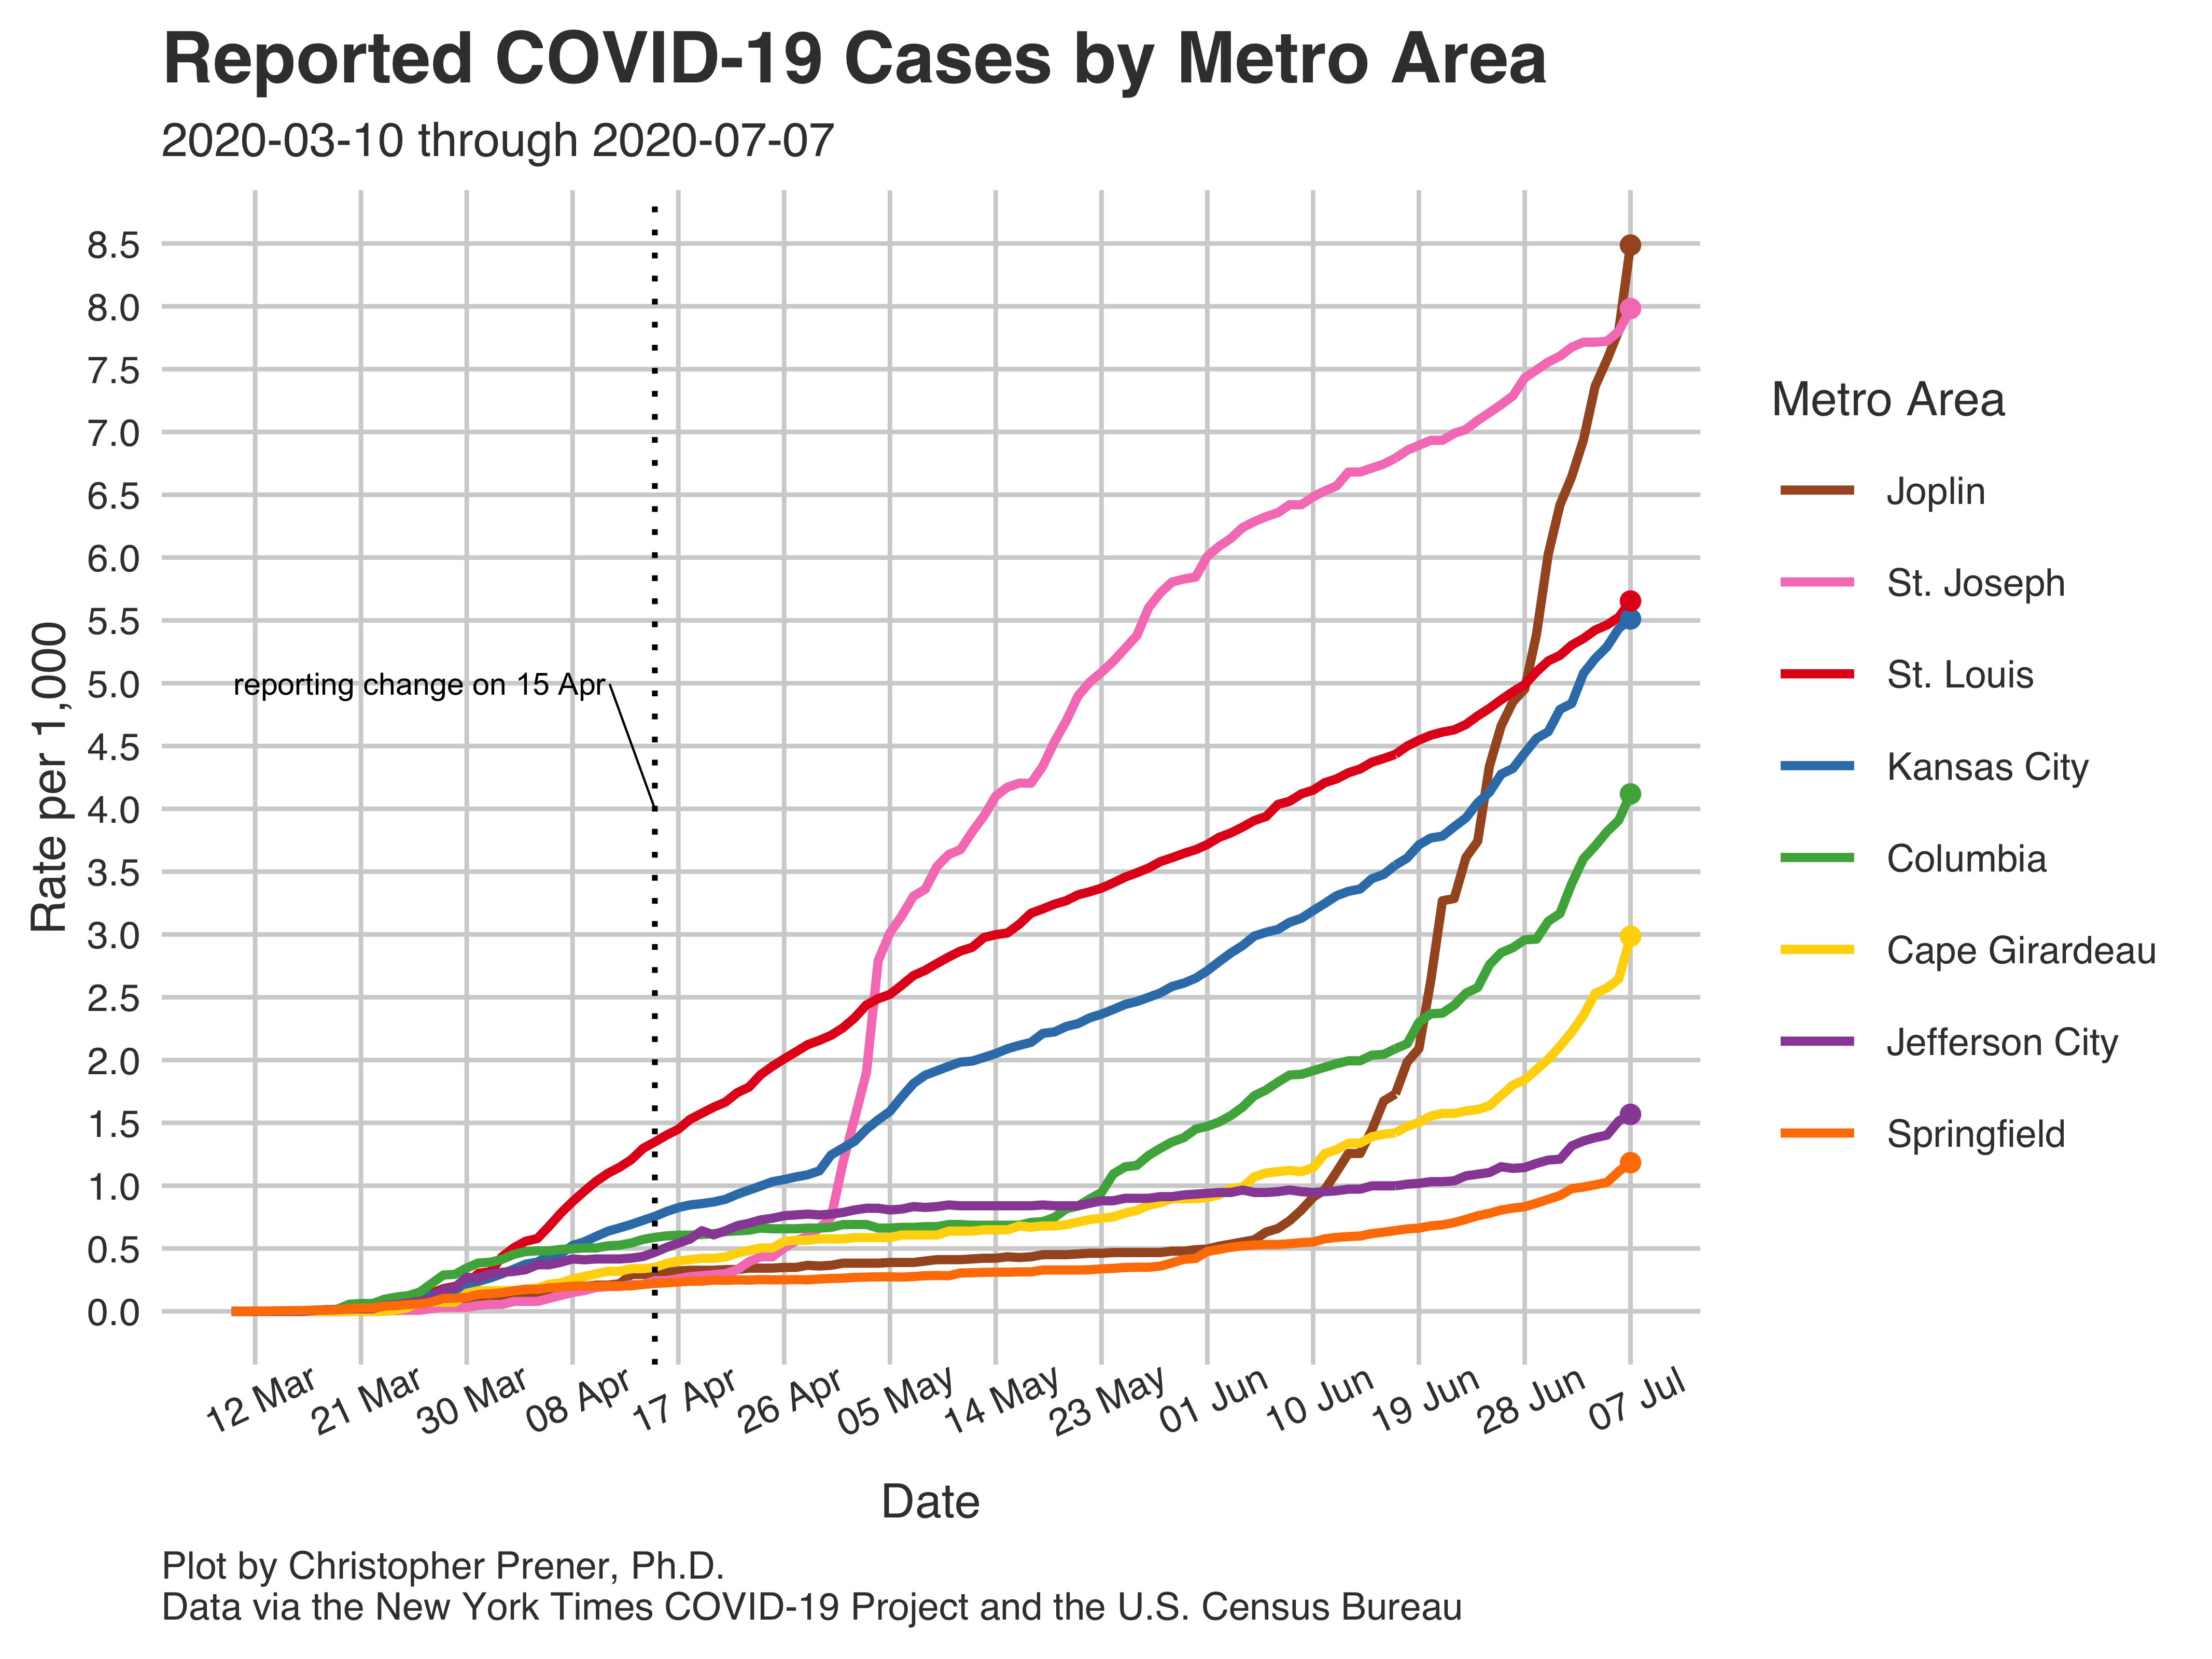 Reported COVID-19 Cases by Metro Area
2020-03-10 through 2020-07-07
Rate per 1,000
8.5
8.0
7.5
7.0
6.5
6.0
5.5
5.0
4.5
4.0
3.5
3.0
2.5
2.0
1.5
1.0
0.5
0.0
reporting change on 15 Apr
12 Mar
21 Mar
30 Mar
08 Apr
17 Apr
26 Apr
05 May
14 May
23 May
01 Jun
10 Jun
19 Jun
28 Jun
07 Jul
Date
Metro Area
Joplin
St. Joseph
St. Louis
Kansas City
Columbia
Cape Girardeau
Jefferson City
Springfield
Plot by Christopher Prener, Ph.D.
Data via the New York Times COVID-19 Project and the U.S. Census Bureau